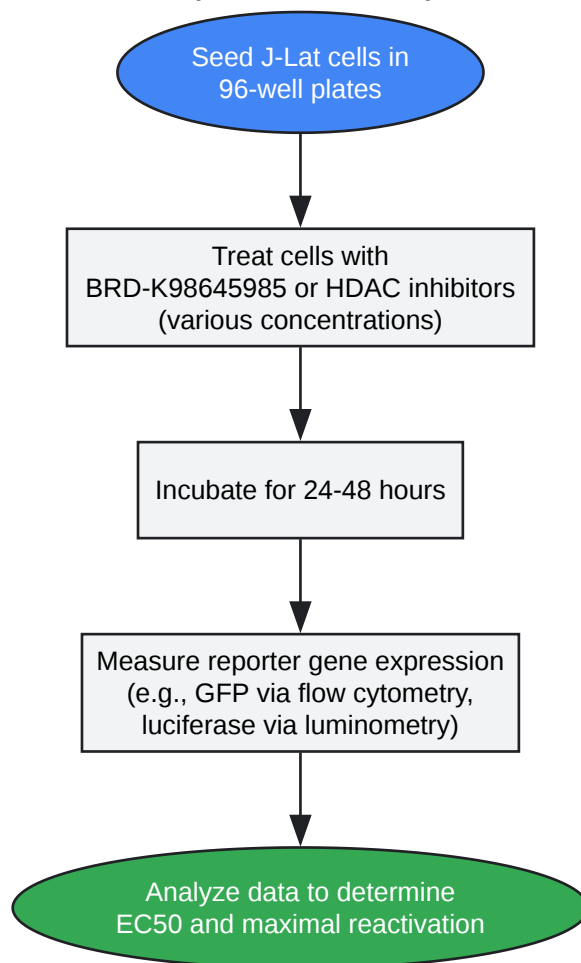 Seed J-Lat cells in
96-well plates
Treat cells with
BRD-K98645985 or HDAC inhibitors
(various concentrations)
Incubate for 24-48 hours
Measure reporter gene expression
(e.g., GFP via flow cytometry,
luciferase via luminometry)
Analyze data to determine
EC50 and maximal reactivation